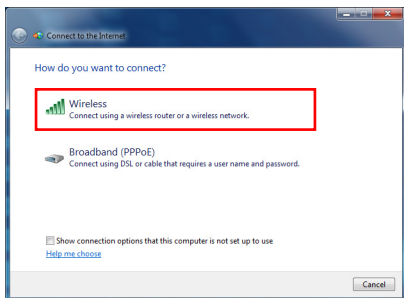 Connect to the Internet
How do you want to connect?
Wireless
Connect using a wireless router or a wireless network.
Broadband (PPPoE)
Connect using DSL or cable that requires a user name and password.
Show connection options that this computer is not set up to use
Help me choose
Cancel